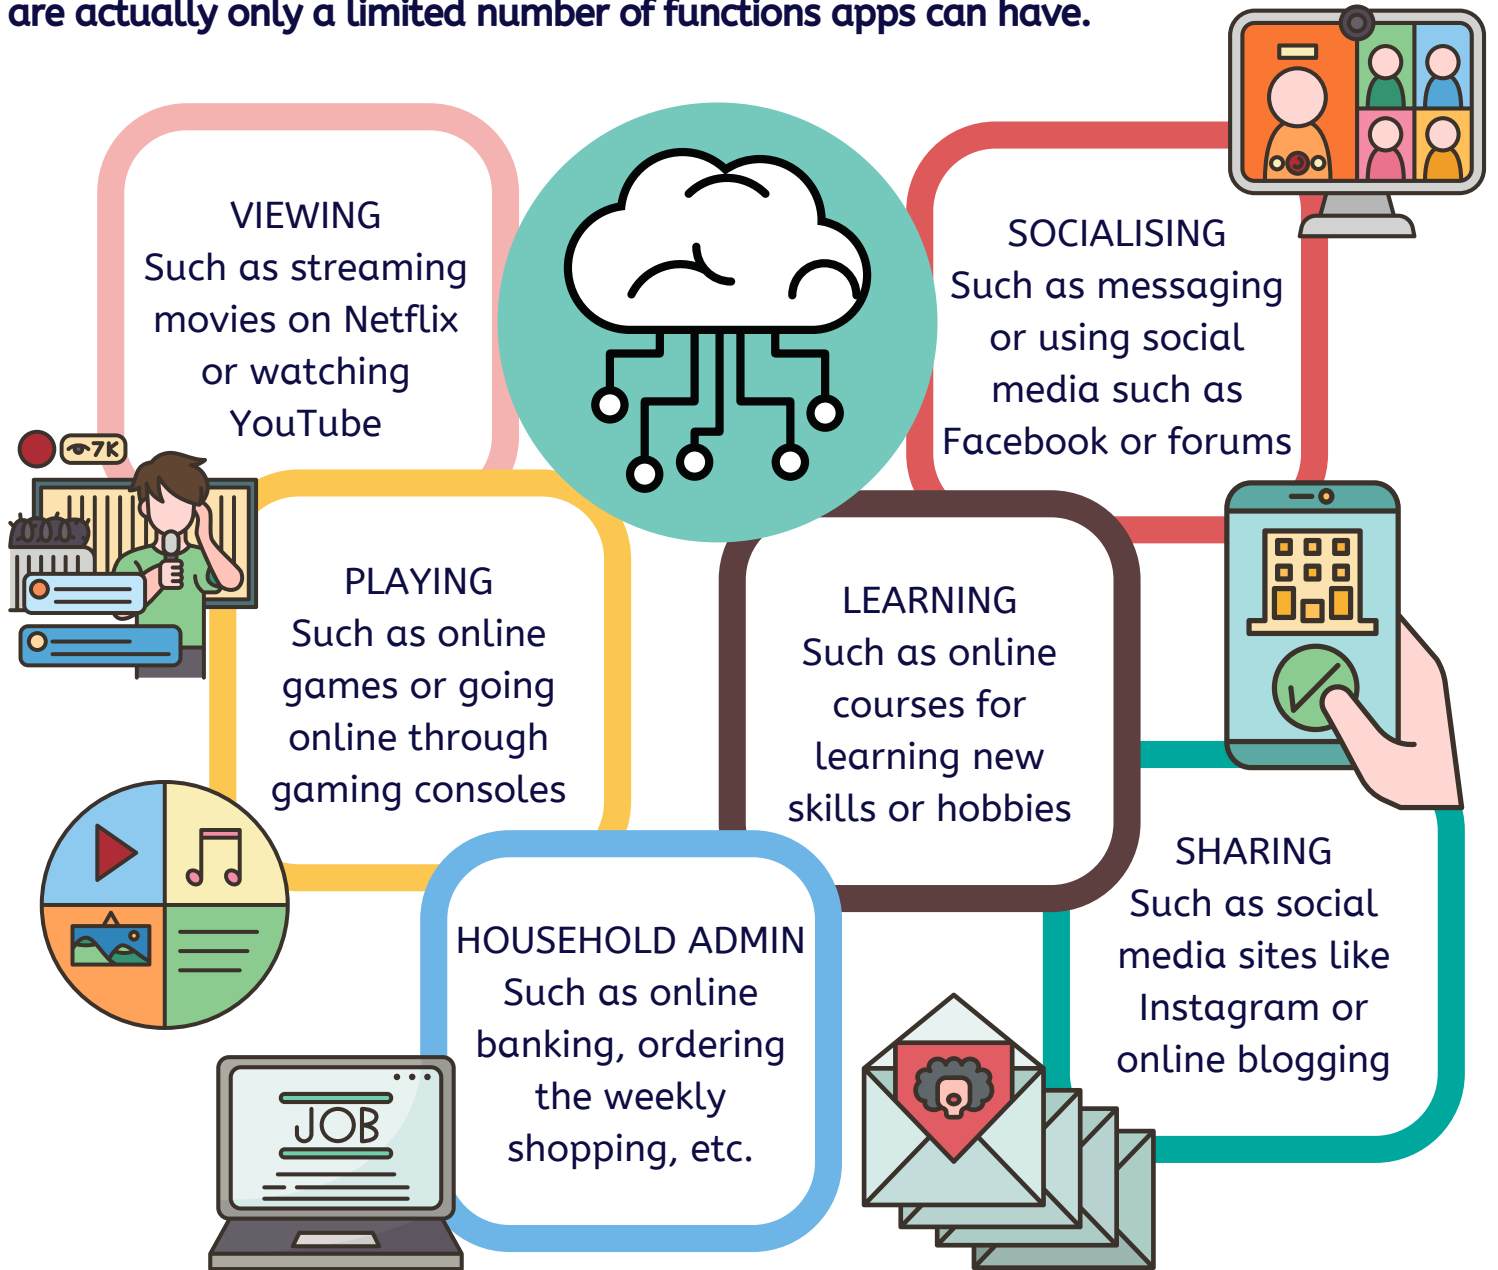 are actually only a limited number of functions apps can have.
VIEWING
Such as streaming
movies on Netflix
or watching
YouTube
SOCIALISING
Such as messaging
or using social
media such as
Facebook or forums
7K
PLAYING
Such as online
games or going
online through
gaming consoles
LEARNING
Such as online
courses for
learning new
skills or hobbies
SHARING
Such as social
media sites like
Instagram or
online blogging
HOUSEHOLD ADMIN
Such as online
banking, ordering
the weekly
shopping, etc.
JOB